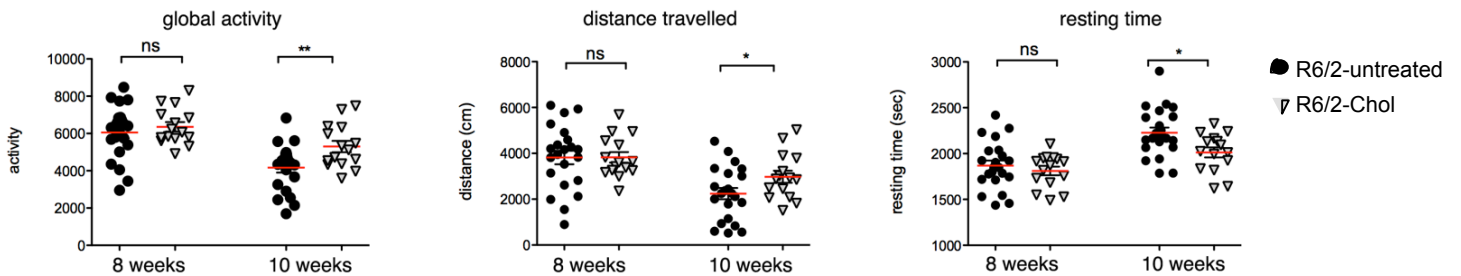 global activity
ns
**
10000
8000
6000
4000
2000
0
activity
8 weeks
10 weeks
distance travelled
ns
*
8000
6000
4000
2000
0
distance (cm)
8 weeks
10 weeks
resting time
ns
*
3000
2500
2000
1500
1000
resting time (sec)
8 weeks
10 weeks
R6/2-untreated
R6/2-Chol